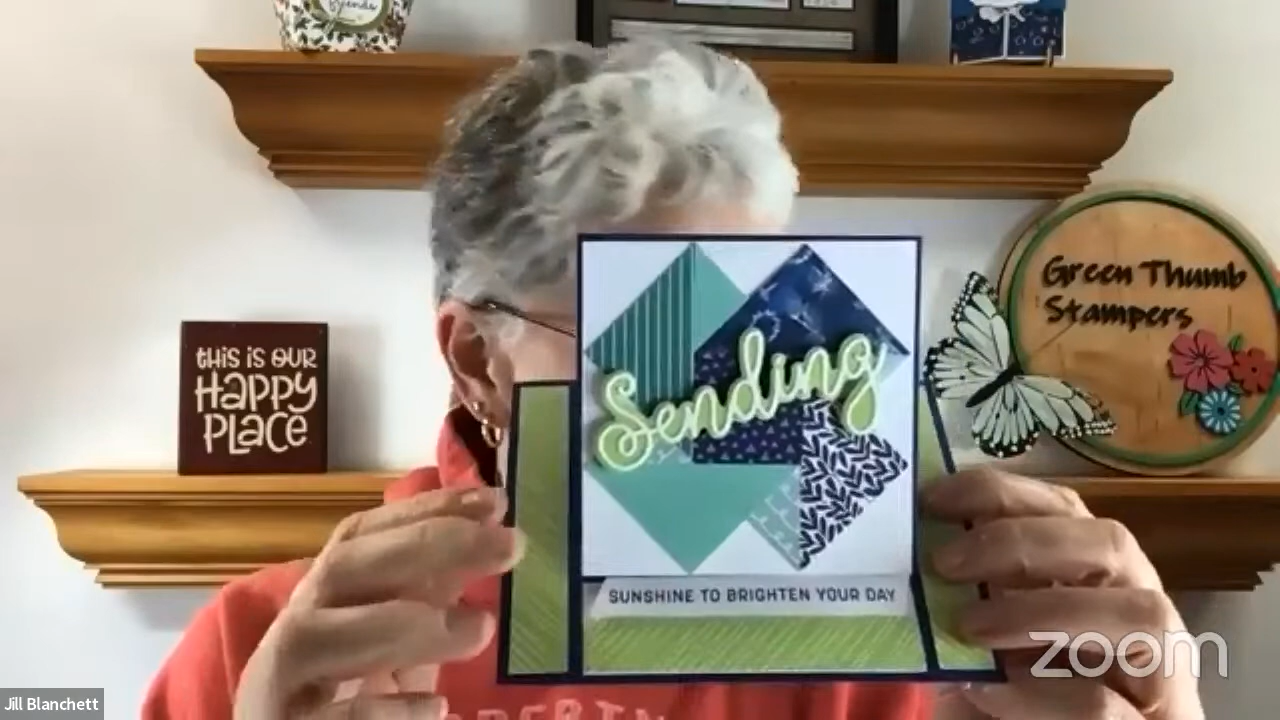 THIS IS OUR
HAPPY
PLACE
Green Thumb
Stampers
Sending
SUNSHINE TO BRIGHTEN YOUR DAY
zoom
Jill Blanchett